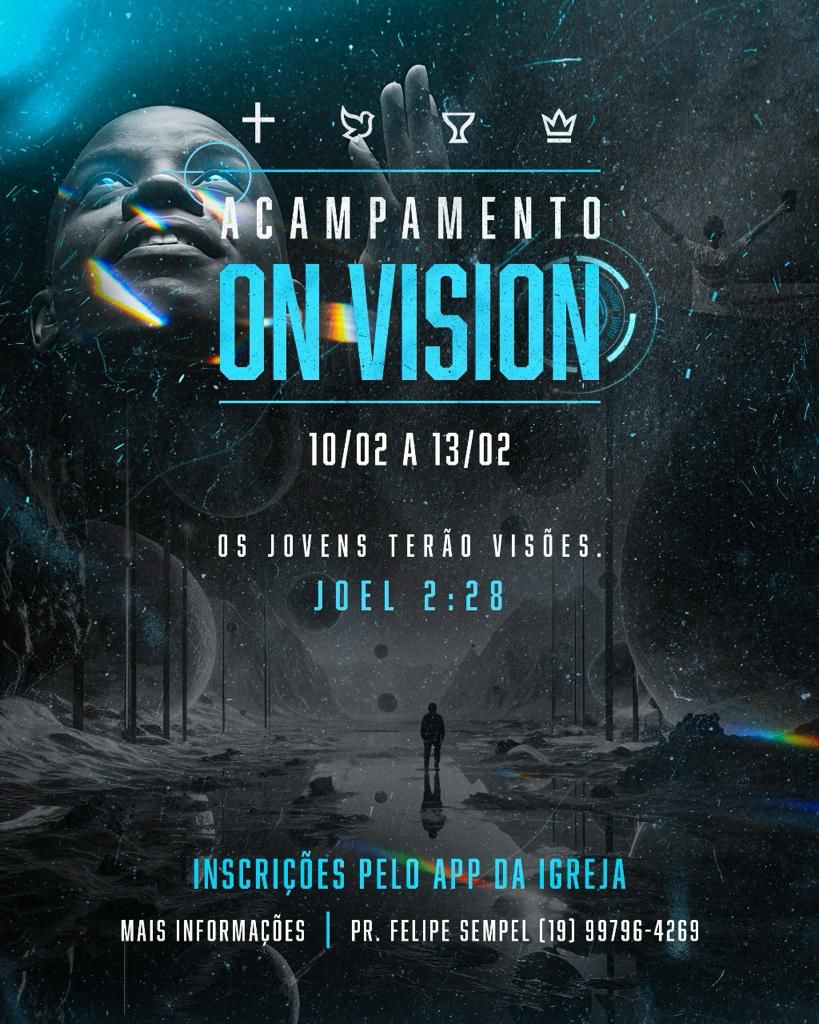 ACAMPAMENTO
ON VISION
10/02 A 13/02
OS JOVENS TERÃO VISÕES.
JOEL 2:28
INSCRIÇÕES PELO APP DA IGREJA
MAIS INFORMAÇÕES | PR. FELIPE SEMPEL (19) 99796-4269